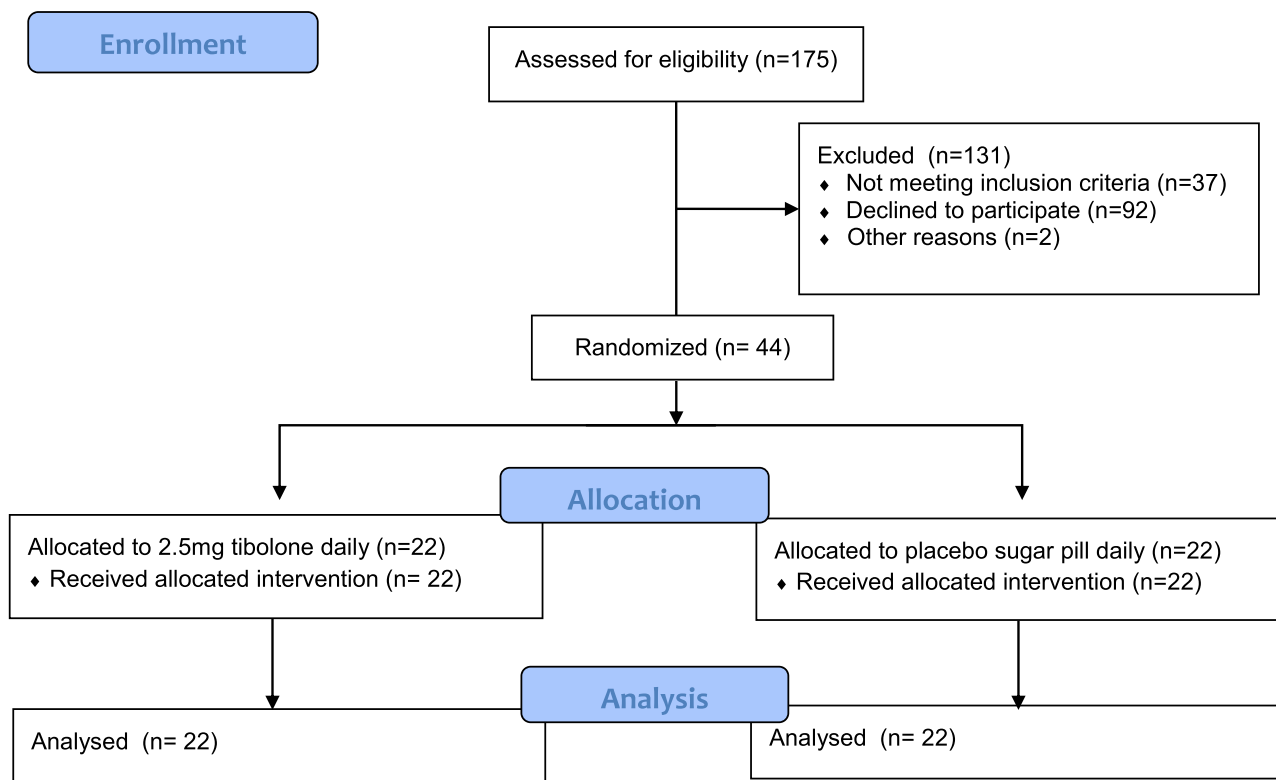 Enrollment
Assessed for eligibility (n=175)
Excluded  (n=131)
♦ Not meeting inclusion criteria (n=37)
♦ Declined to participate (n=92)
♦ Other reasons (n=2)
Randomized (n= 44)
Allocation
Allocated to 2.5mg tibolone daily (n=22)
♦ Received allocated intervention (n= 22)
Allocated to placebo sugar pill daily (n=22)
♦ Received allocated intervention (n=22)
Analysis
Analysed  (n= 22)
Analysed  (n= 22)